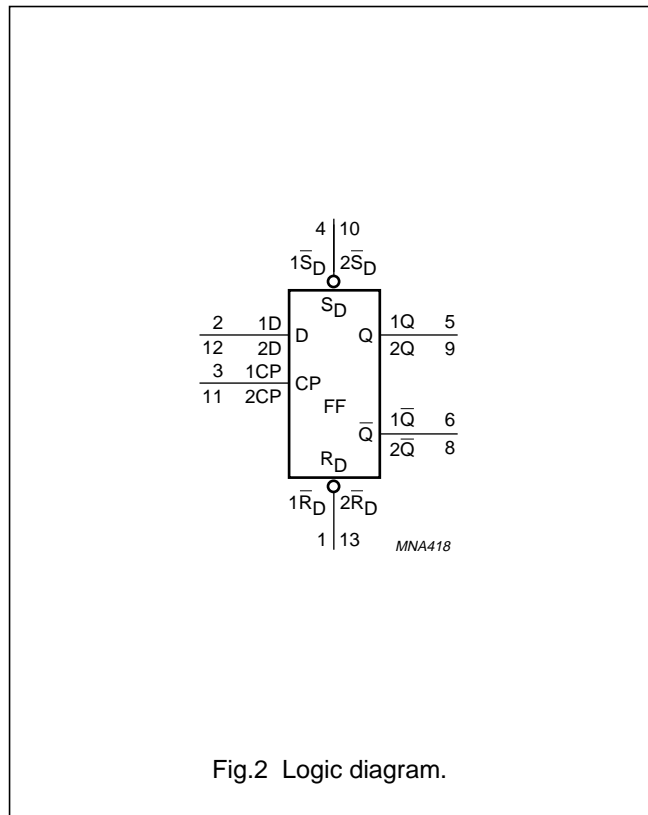 4 10
1S̅D 2S̅D
SD
2 1D D Q 1Q 5
12 2D 2Q 9
3 1CP CP
11 2CP
FF
Q̅ 1Q̅ 6
2Q̅ 8
RD
1R̅D 2R̅D
1 13
MNA418
Fig.2 Logic diagram.